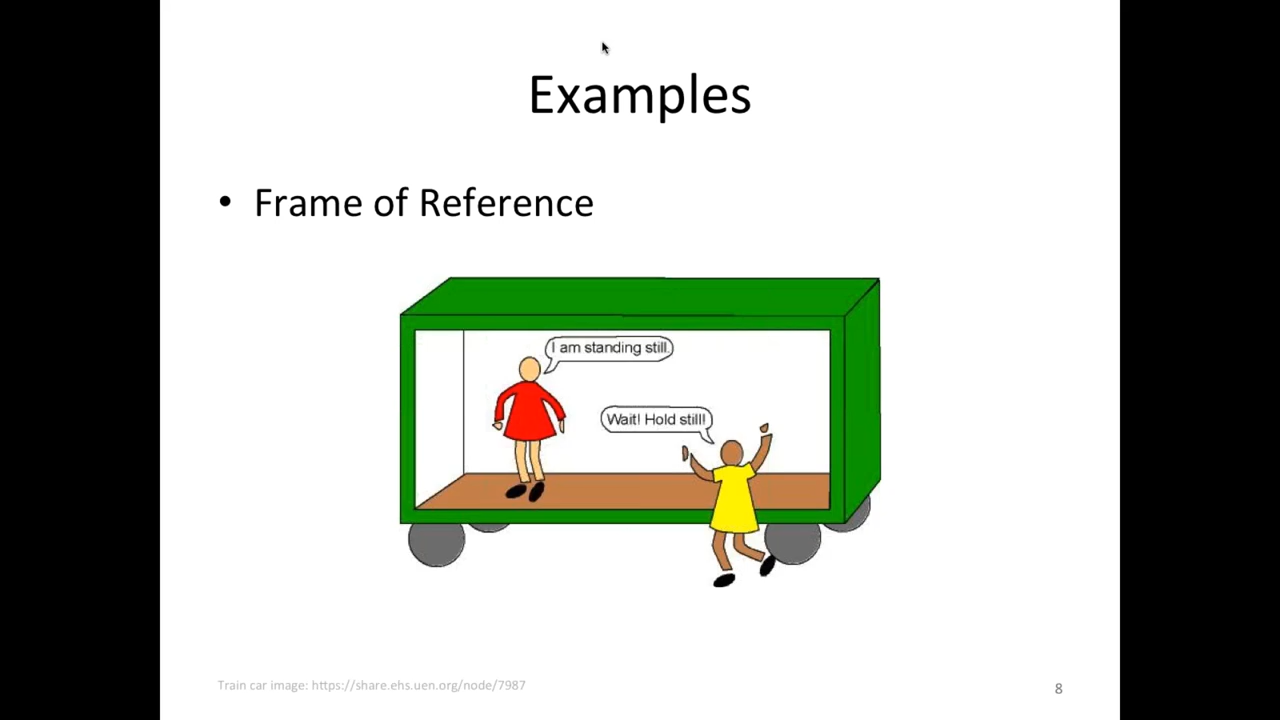 Examples
• Frame of Reference
I am standing still.
Wait! Hold still!
Train car image: https://share.ehs.uen.org/node/7987
8